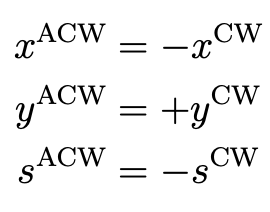 x^ACW = −x^CW
y^ACW = +y^CW
s^ACW = −s^CW